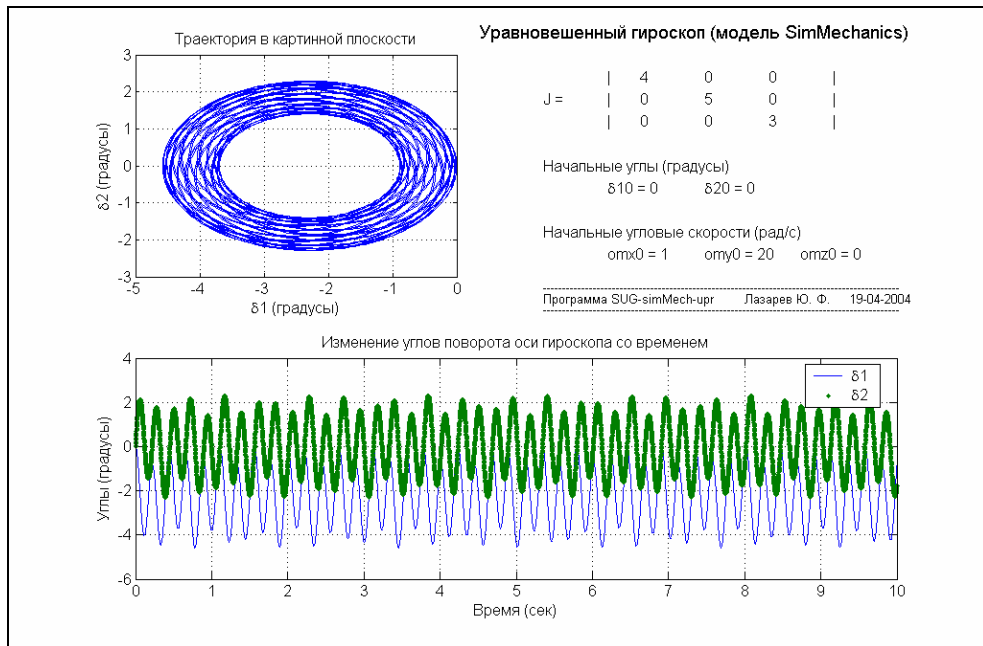 Уравновешенный гироскоп (модель SimMechanics)
Траектория в картинной плоскости
3
2
1
0
-1
-2
-3
δ2 (градусы)
-5 -4 -3 -2 -1 0
δ1 (градусы)
| 4 0 0 |
J = | 0 5 0 |
| 0 0 3 |
Начальные углы (градусы)
δ10 = 0 δ20 = 0
Начальные угловые скорости (рад/с)
omx0 = 1 omy0 = 20 omz0 = 0
Программа SUG-simMech-upr Лазарев Ю. Ф. 19-04-2004
Изменение углов поворота оси гироскопа со временем
4
2
0
-2
-4
-6
Углы (градусы)
δ1
δ2
0 1 2 3 4 5 6 7 8 9 10
Время (сек)